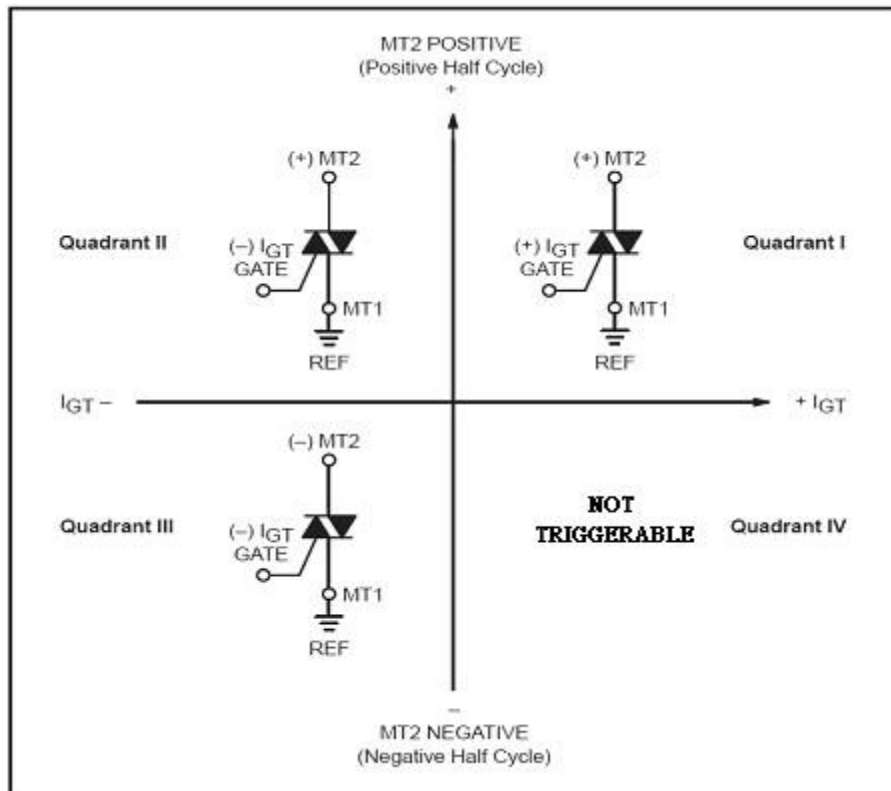 MT2 POSITIVE
(Positive Half Cycle)
+
(+) MT2
(+) MT2
Quadrant II
(–) IGT
GATE
(+) IGT
GATE
Quadrant I
MT1
MT1
REF
REF
IGT –
+ IGT
(–) MT2
Quadrant III
(–) IGT
GATE
NOT
TRIGGERABLE
Quadrant IV
MT1
REF
–
MT2 NEGATIVE
(Negative Half Cycle)